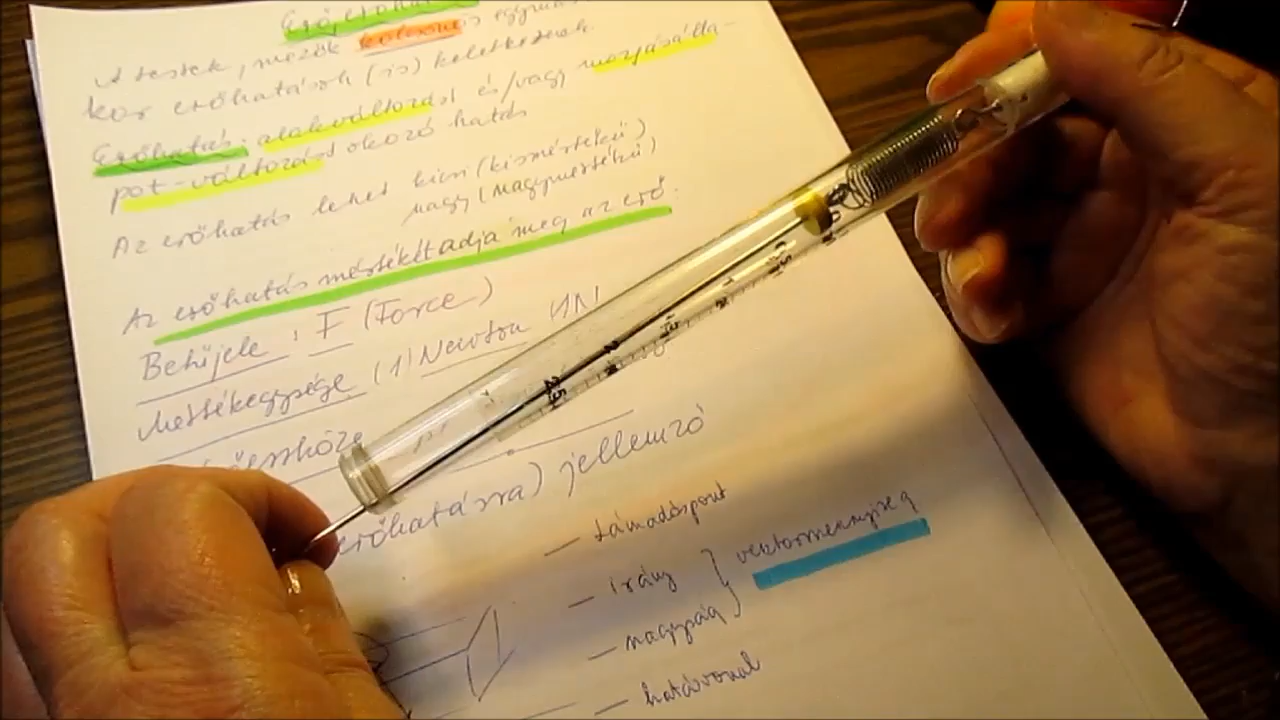 A testek, mezők kölcsönös
kor erőhatások (is) keletkeznek.
Erőhatás: alakváltozást és/vagy mozgásálla-
pot-változást okozó hatás
Az erőhatás lehet kicsi (kismértékű)
nagy (nagymértékű)
Az erőhatás mértékét adja meg az erő.
Betűjele: F (Force)
Mértékegysége (1) Newton 1N
jellemző
erőhatásra)
— támadáspont
— irány
— nagyság
vektormennyiség
— hatásvonal